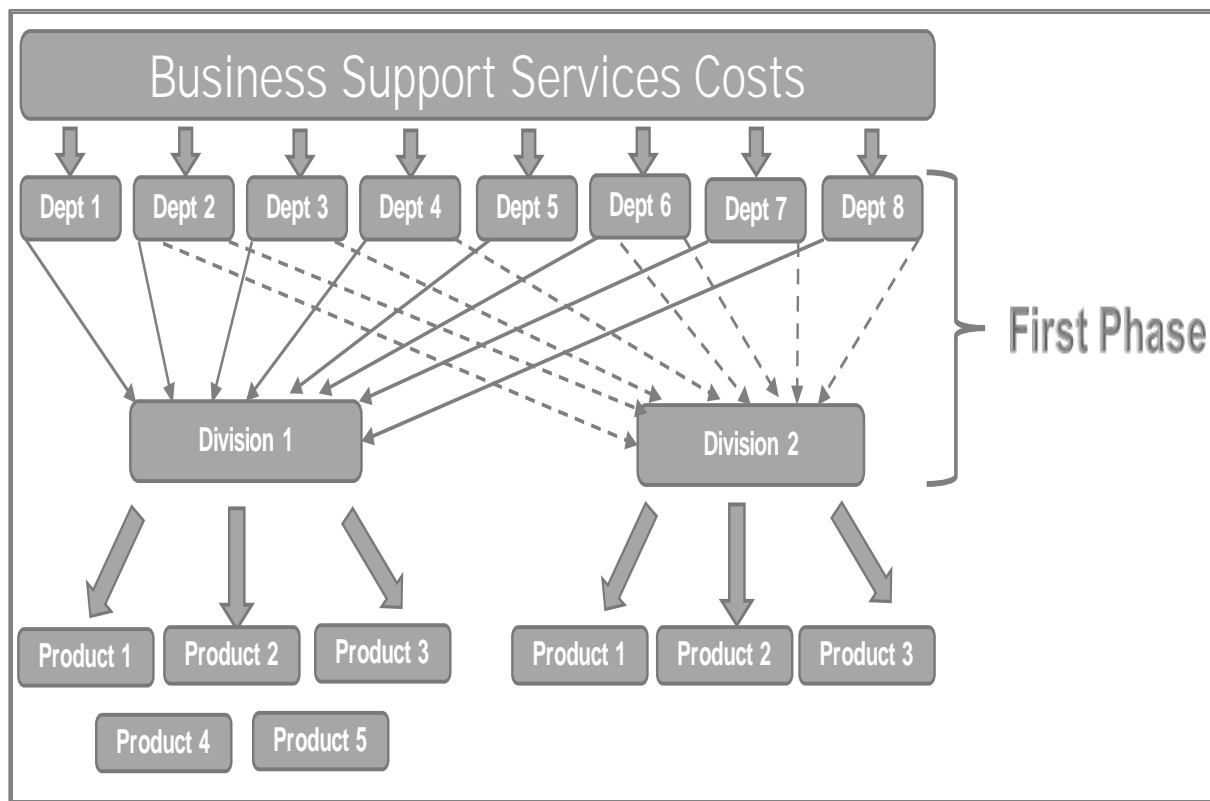 Business Support Services Costs
Dept 1
Dept 2
Dept 3
Dept 4
Dept 5
Dept 6
Dept 7
Dept 8
First Phase
Division 1
Division 2
Product 1
Product 2
Product 3
Product 1
Product 2
Product 3
Product 4
Product 5